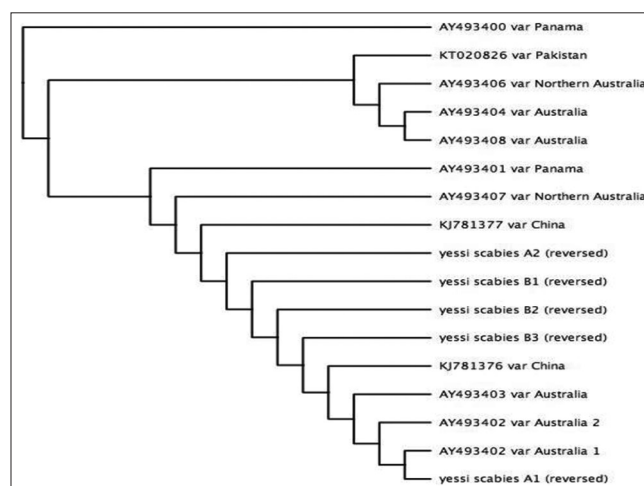 AY493400 var Panama
KT020826 var Pakistan
AY493406 var Northern Australia
AY493404 var Australia
AY493408 var Australia
AY493401 var Panama
AY493407 var Northern Australia
KJ781377 var China
yessi scabies A2 (reversed)
yessi scabies B1 (reversed)
yessi scabies B2 (reversed)
yessi scabies B3 (reversed)
KJ781376 var China
AY493403 var Australia
AY493402 var Australia 2
AY493402 var Australia 1
yessi scabies A1 (reversed)